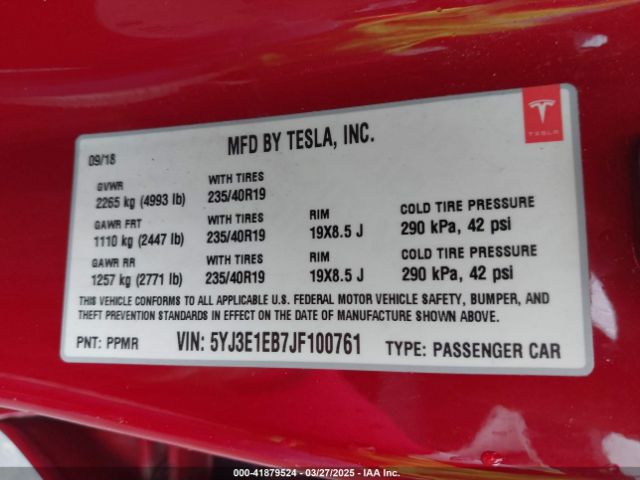 MFD BY TESLA, INC.
TESLA
09/18
GVWR
2265 kg (4993 lb)
WITH TIRES
235/40R19
GAWR FRT
1110 kg (2447 lb)
WITH TIRES
235/40R19
RIM
19X8.5 J
COLD TIRE PRESSURE
290 kPa, 42 psi
GAWR RR
1257 kg (2771 lb)
WITH TIRES
235/40R19
RIM
19X8.5 J
COLD TIRE PRESSURE
290 kPa, 42 psi
THIS VEHICLE CONFORMS TO ALL APPLICABLE U.S. FEDERAL MOTOR VEHICLE SAFETY, BUMPER, AND
THEFT PREVENTION STANDARDS IN EFFECT ON THE DATE OF MANUFACTURE SHOWN ABOVE.
PNT: PPMR
VIN: 5YJ3E1EB7JF100761
TYPE: PASSENGER CAR
000-41879524 - 03/27/2025 - IAA Inc.